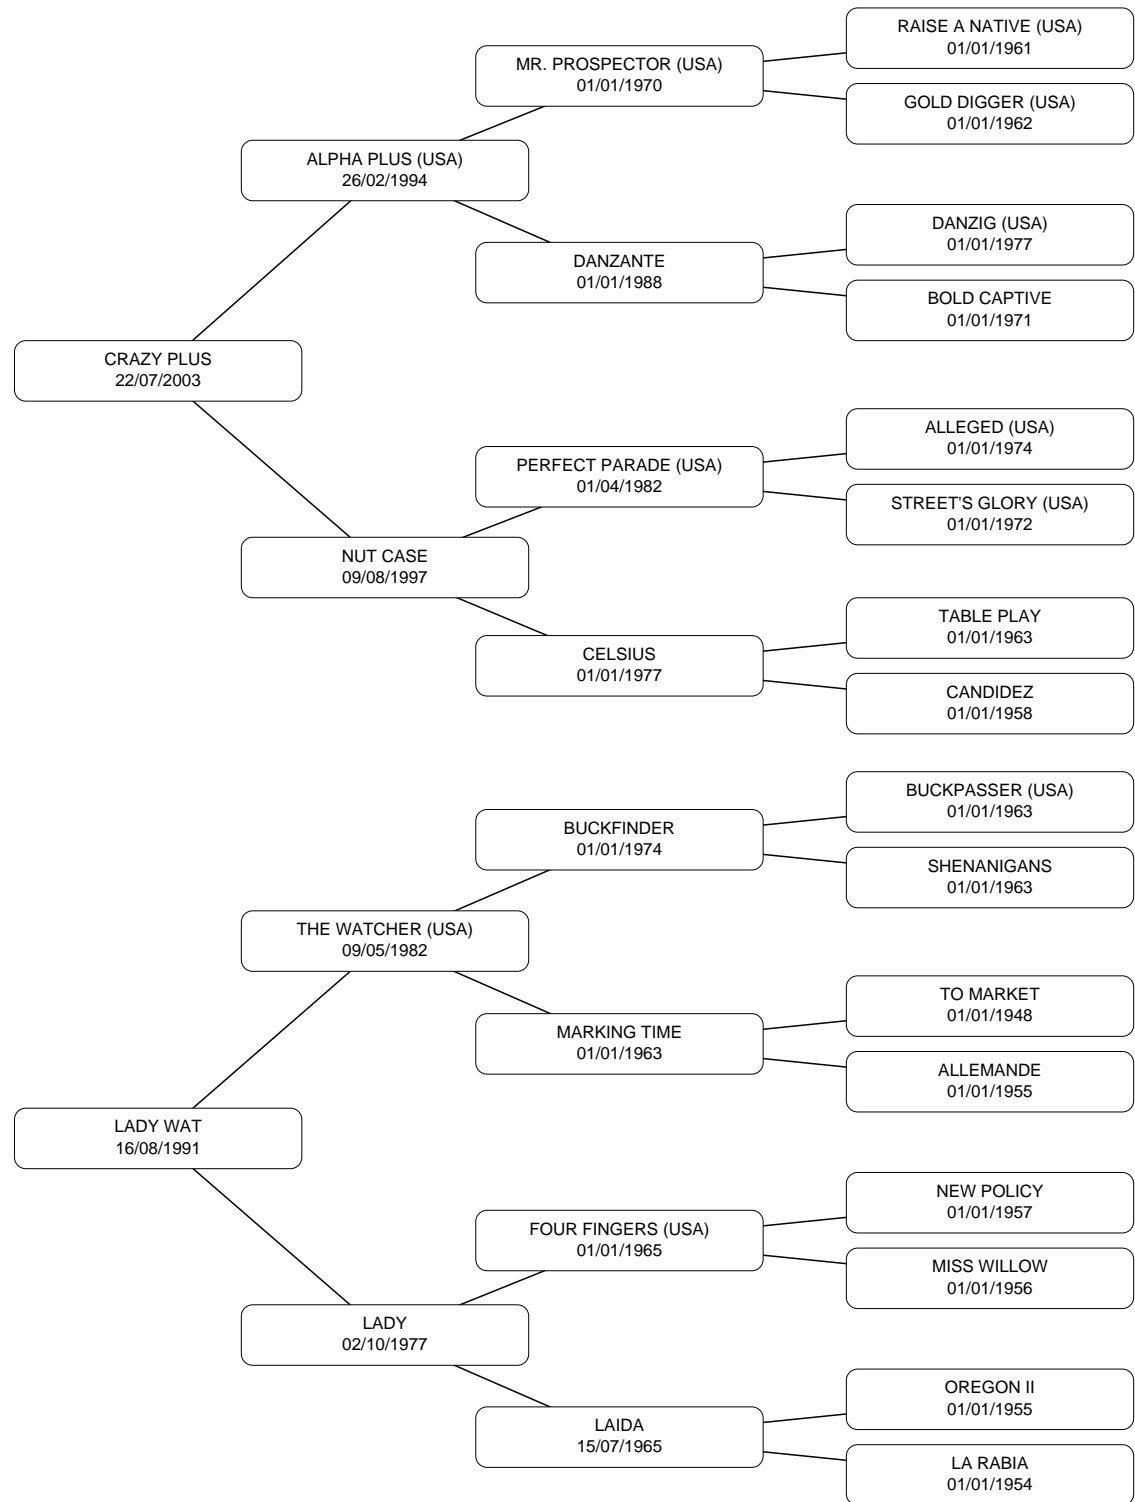 RAISE A NATIVE (USA)
01/01/1961
MR. PROSPECTOR (USA)
01/01/1970
GOLD DIGGER (USA)
01/01/1962
ALPHA PLUS (USA)
26/02/1994
DANZIG (USA)
01/01/1977
DANZANTE
01/01/1988
BOLD CAPTIVE
01/01/1971
CRAZY PLUS
22/07/2003
ALLEGED (USA)
01/01/1974
PERFECT PARADE (USA)
01/04/1982
STREET'S GLORY (USA)
01/01/1972
NUT CASE
09/08/1997
TABLE PLAY
01/01/1963
CELSIUS
01/01/1977
CANDIDEZ
01/01/1958
BUCKPASSER (USA)
01/01/1963
BUCKFINDER
01/01/1974
SHENANIGANS
01/01/1963
THE WATCHER (USA)
09/05/1982
TO MARKET
01/01/1948
MARKING TIME
01/01/1963
ALLEMANDE
01/01/1955
LADY WAT
16/08/1991
NEW POLICY
01/01/1957
FOUR FINGERS (USA)
01/01/1965
MISS WILLOW
01/01/1956
LADY
02/10/1977
OREGON II
01/01/1955
LAIDA
15/07/1965
LA RABIA
01/01/1954